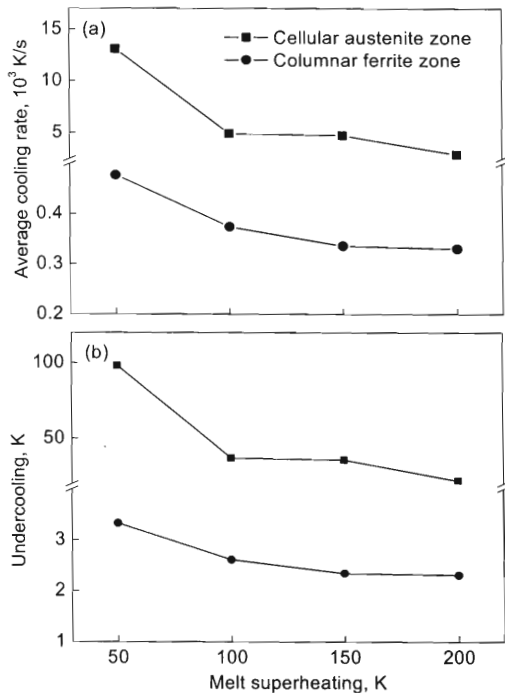 (a)
Cellular austenite zone
Columnar ferrite zone
Average cooling rate, 10³ K/s
15
10
5
0.4
0.3
0.2
(b)
Undercooling, K
100
50
3
2
1
50 100 150 200
Melt superheating, K